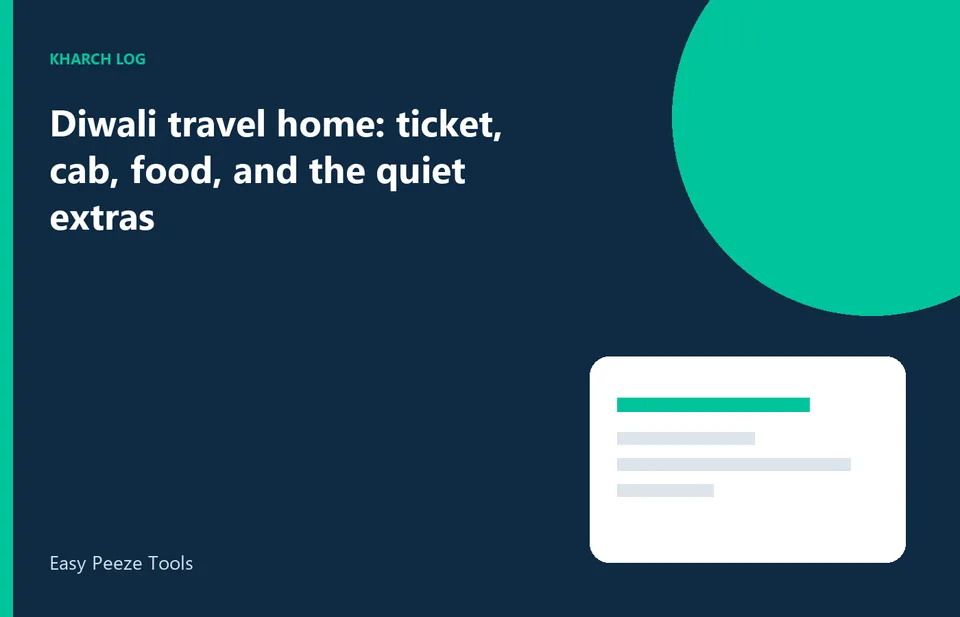 KHARCH LOG
Diwali travel home: ticket,
cab, food, and the quiet
extras
Easy Peeze Tools